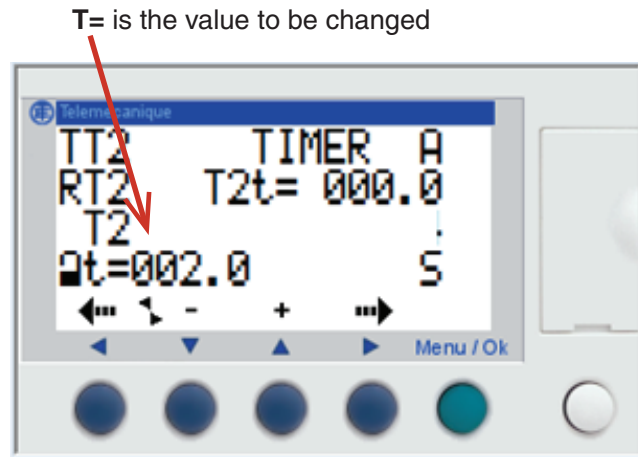 T= is the value to be changed
Telemecanique
TT2 TIMER A
RT2 T2t= 000.0
T2
t=002.0 S
- +
Menu / Ok